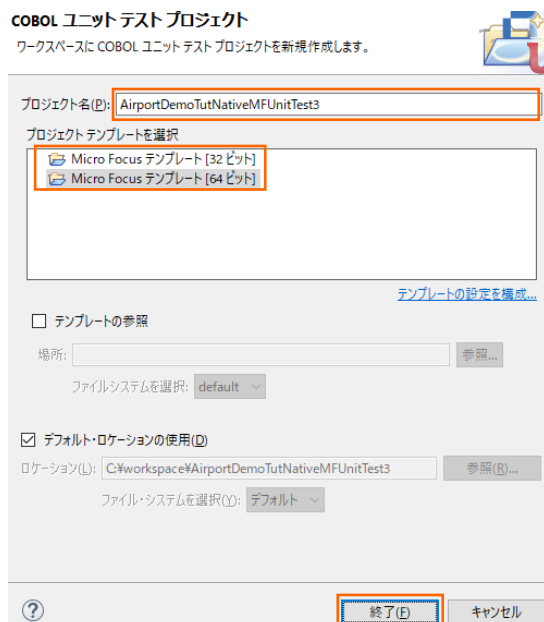 COBOL ユニット テスト プロジェクト
ワークスペースに COBOL ユニット テスト プロジェクトを新規作成します。
プロジェクト名(P): AirportDemoTutNativeMFUnitTest3
プロジェクト テンプレートを選択
Micro Focus テンプレート [32 ビット]
Micro Focus テンプレート [64 ビット]
テンプレートの設定を構成...
テンプレートの参照
場所: 参照...
ファイルシステムを選択: default
デフォルト・ロケーションの使用(D)
ロケーション(L): C:¥workspace¥AirportDemoTutNativeMFUnitTest3 参照(R)...
ファイル・システムを選択(Y): デフォルト
? 終了(F) キャンセル